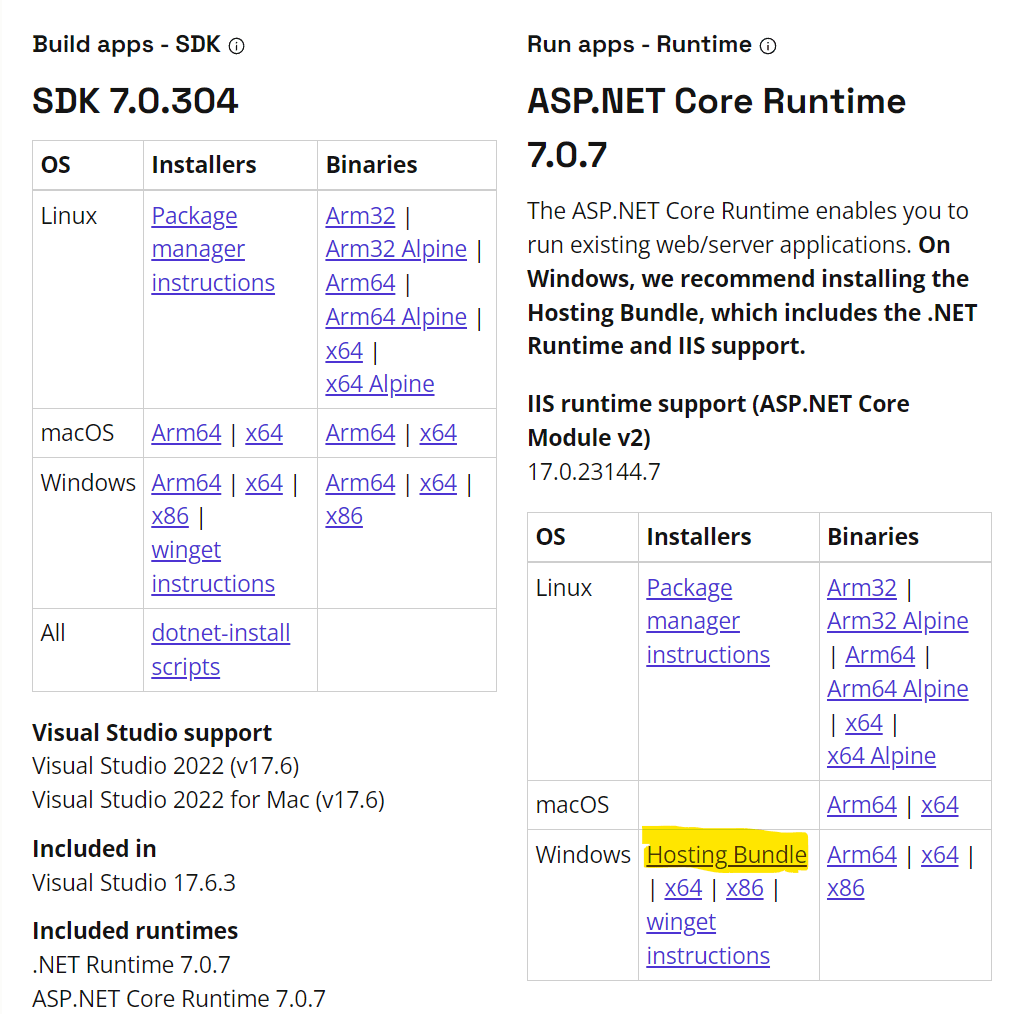 Build apps - SDK
SDK 7.0.304
OS Installers Binaries
Linux Package manager instructions Arm32 |
Arm32 Alpine |
Arm64 |
Arm64 Alpine |
x64 |
x64 Alpine
macOS Arm64 | x64 Arm64 | x64
Windows Arm64 | x64 |
x86 |
winget
instructions
Arm64 | x64 |
x86
All dotnet-install
scripts
Visual Studio support
Visual Studio 2022 (v17.6)
Visual Studio 2022 for Mac (v17.6)
Included in
Visual Studio 17.6.3
Included runtimes
.NET Runtime 7.0.7
ASP.NET Core Runtime 7.0.7
Run apps - Runtime
ASP.NET Core Runtime
7.0.7
The ASP.NET Core Runtime enables you to
run existing web/server applications. On
Windows, we recommend installing the
Hosting Bundle, which includes the .NET
Runtime and IIS support.
IIS runtime support (ASP.NET Core
Module v2)
17.0.23144.7
OS Installers Binaries
Linux Package
manager
instructions
Arm32 |
Arm32 Alpine
| Arm64 |
Arm64 Alpine
| x64 |
x64 Alpine
macOS Arm64 | x64
Windows Hosting Bundle
| x64 | x86 |
winget
instructions
Arm64 | x64 |
x86